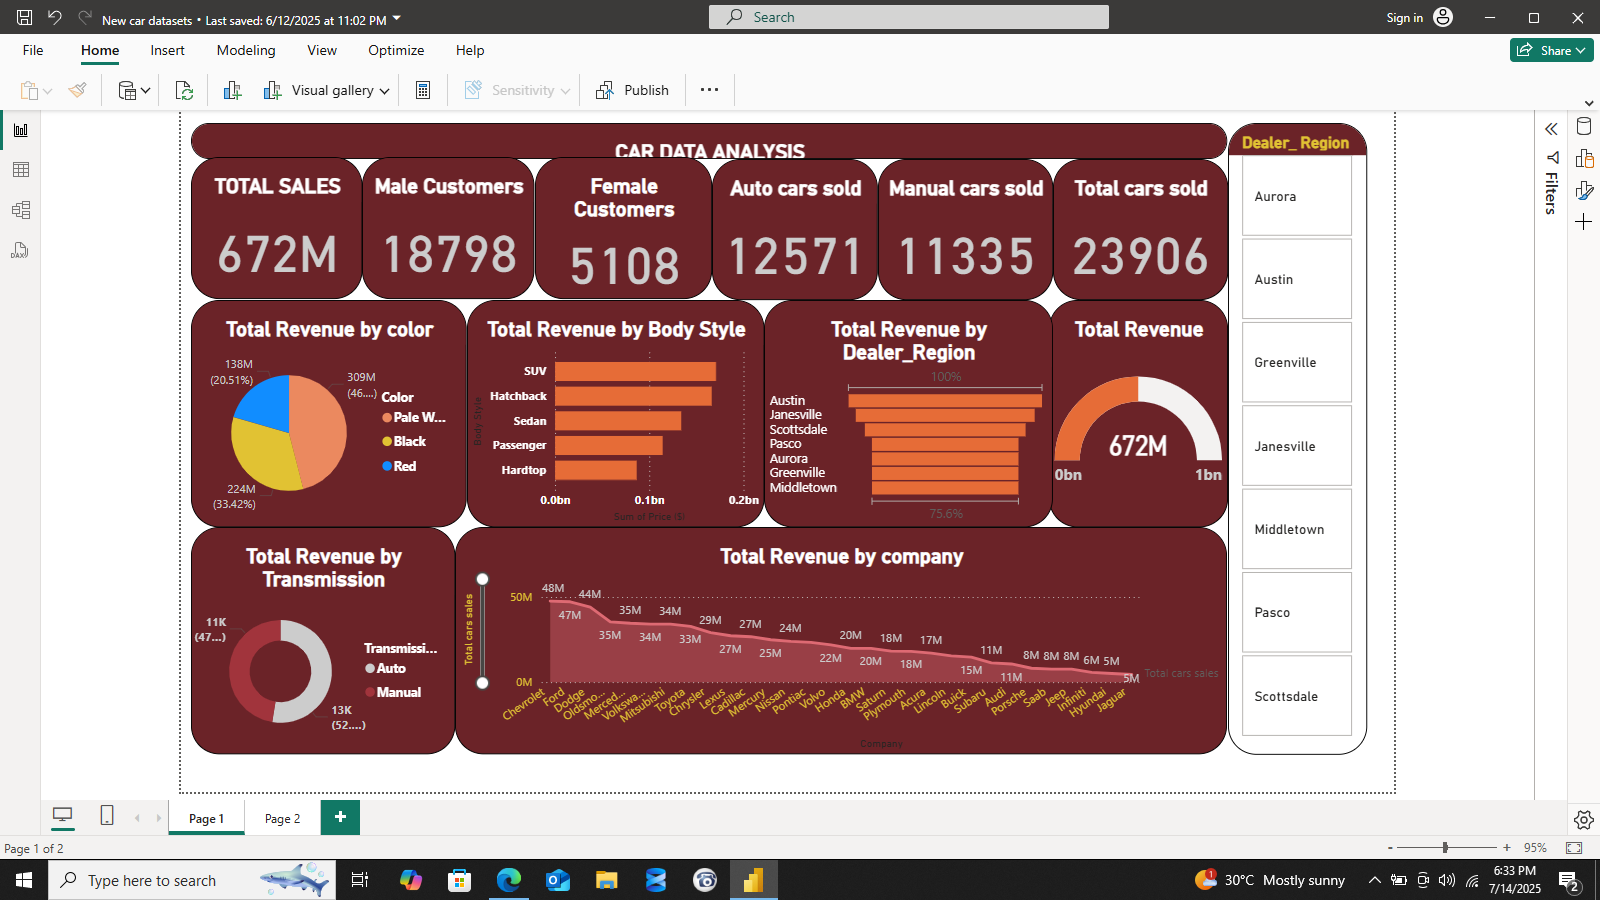 New car datasets • Last saved: 6/12/2025 at 11:02 PM
Search
Sign in
File
Home
Insert
Modeling
View
Optimize
Help
Share
Visual gallery
Sensitivity
Publish
CAR DATA ANALYSIS
Dealer_ Region
TOTAL SALES
672M
Male Customers
18798
Female
Customers
5108
Auto cars sold
12571
Manual cars sold
11335
Total cars sold
23906
Aurora
Austin
Greenville
Janesville
Middletown
Pasco
Scottsdale
Filters
Total Revenue by color
138M
(20.51%)
309M
(46....)
224M
(33.42%)
Color
Pale W...
Black
Red
Total Revenue by Body Style
Body Style
SUV
Hatchback
Sedan
Passenger
Hardtop
0.0bn
0.1bn
0.2bn
Sum of Price ($)
Total Revenue by
Dealer_Region
100%
Austin
Janesville
Scottsdale
Pasco
Aurora
Greenville
Middletown
75.6%
Total Revenue
672M
0bn
1bn
Total Revenue by
Transmission
11K
(47...)
13K
(52....)
Transmissi...
Auto
Manual
Total Revenue by company
Total cars sales
50M
0M
48M
47M
44M
35M
35M
34M
34M
33M
29M
27M
27M
25M
24M
22M
20M
20M
18M
18M
17M
15M
11M
11M
8M
8M
8M
6M
5M
5M
Total cars sales
Chevrolet
Ford
Dodge
Oldsmo...
Merced...
Volkswa...
Mitsubishi
Toyota
Chrysler
Lexus
Cadillac
Mercury
Nissan
Pontiac
Volvo
Honda
BMW
Saturn
Plymouth
Acura
Lincoln
Buick
Subaru
Audi
Porsche
Saab
Jeep
Infiniti
Hyundai
Jaguar
Company
Page 1
Page 2
Page 1 of 2
95%
Type here to search
30°C Mostly sunny
6:33 PM
7/14/2025
2
DAX
1